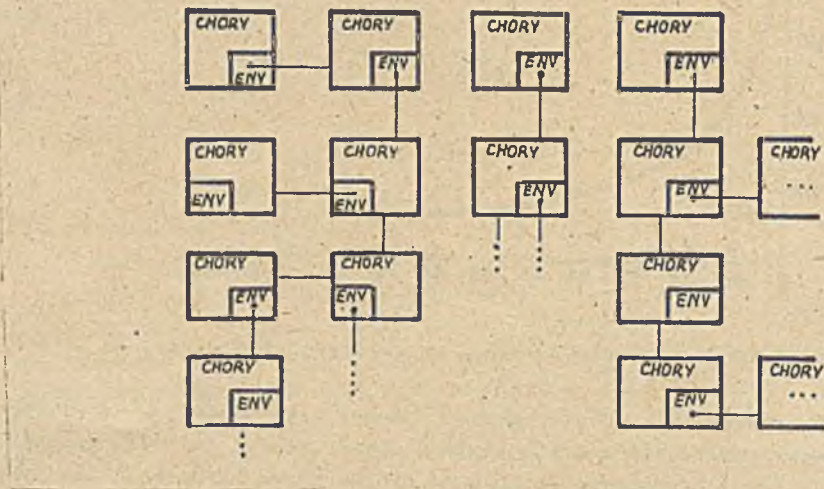 CHORY CHORY CHORY CHORY
ENV ENV ENV ENV
CHORY CHORY CHORY CHORY CHORY
ENV ENV ENV ENV ...
CHORY CHORY CHORY
ENV ENV ENV
CHORY CHORY CHORY
ENV ENV ...